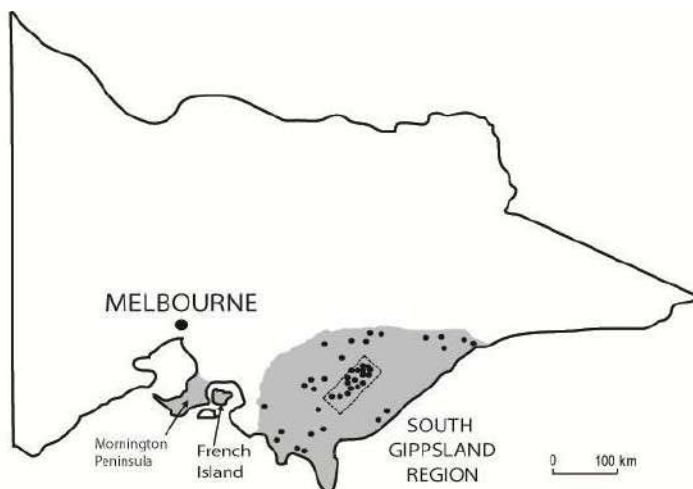 MELBOURNE
Mornington
Peninsula
French
Island
SOUTH
GIPPSLAND
REGION
0 100 km